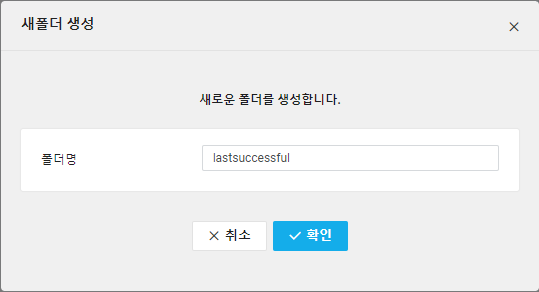 새폴더 생성
새로운 폴더를 생성합니다.
폴더명 lastsuccessful
취소 확인